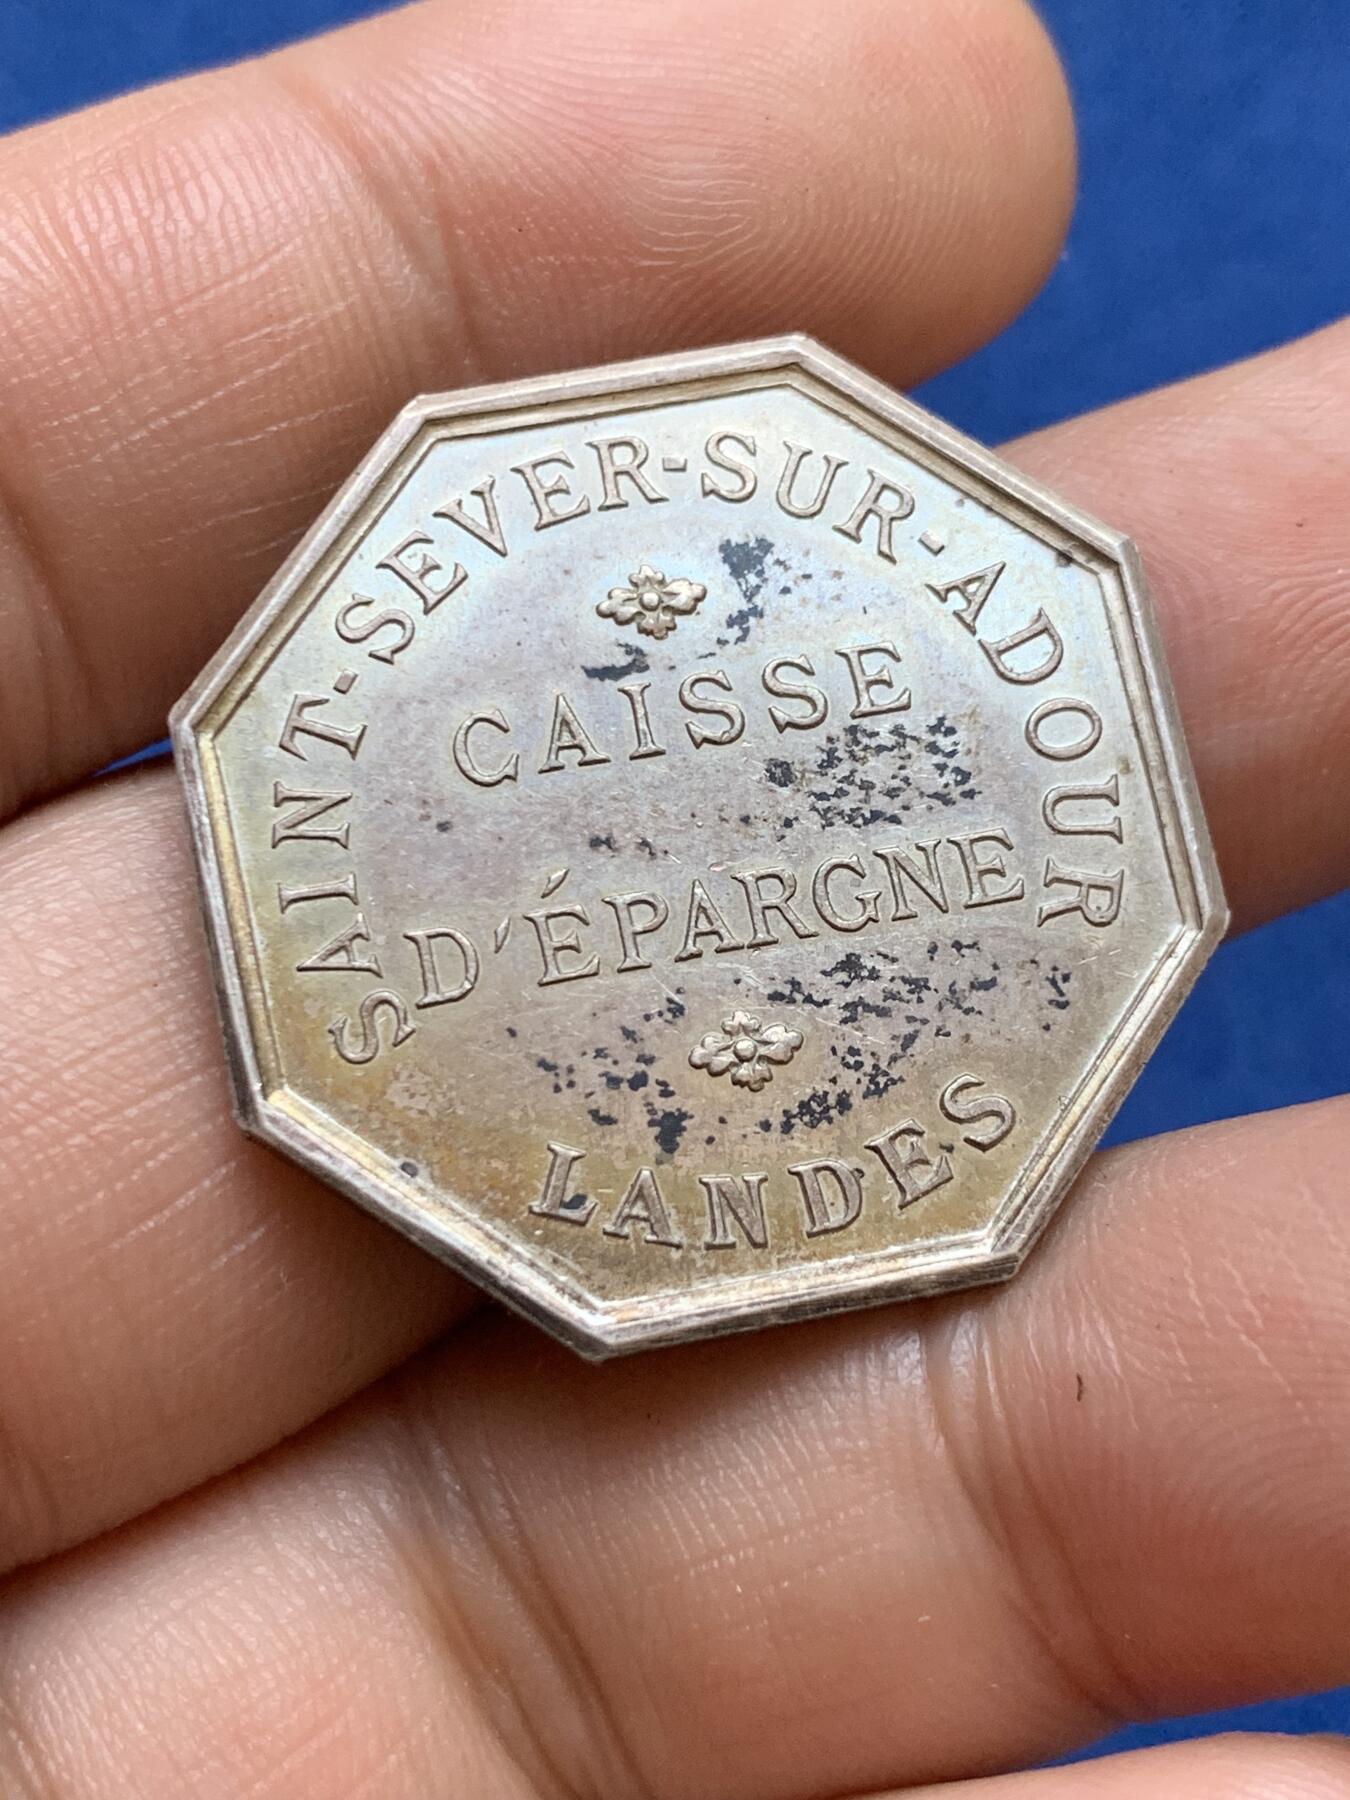 SAINT-SEVER-SUR-ADOUR
CAISSE
D'ÉPARGNE
LANDES